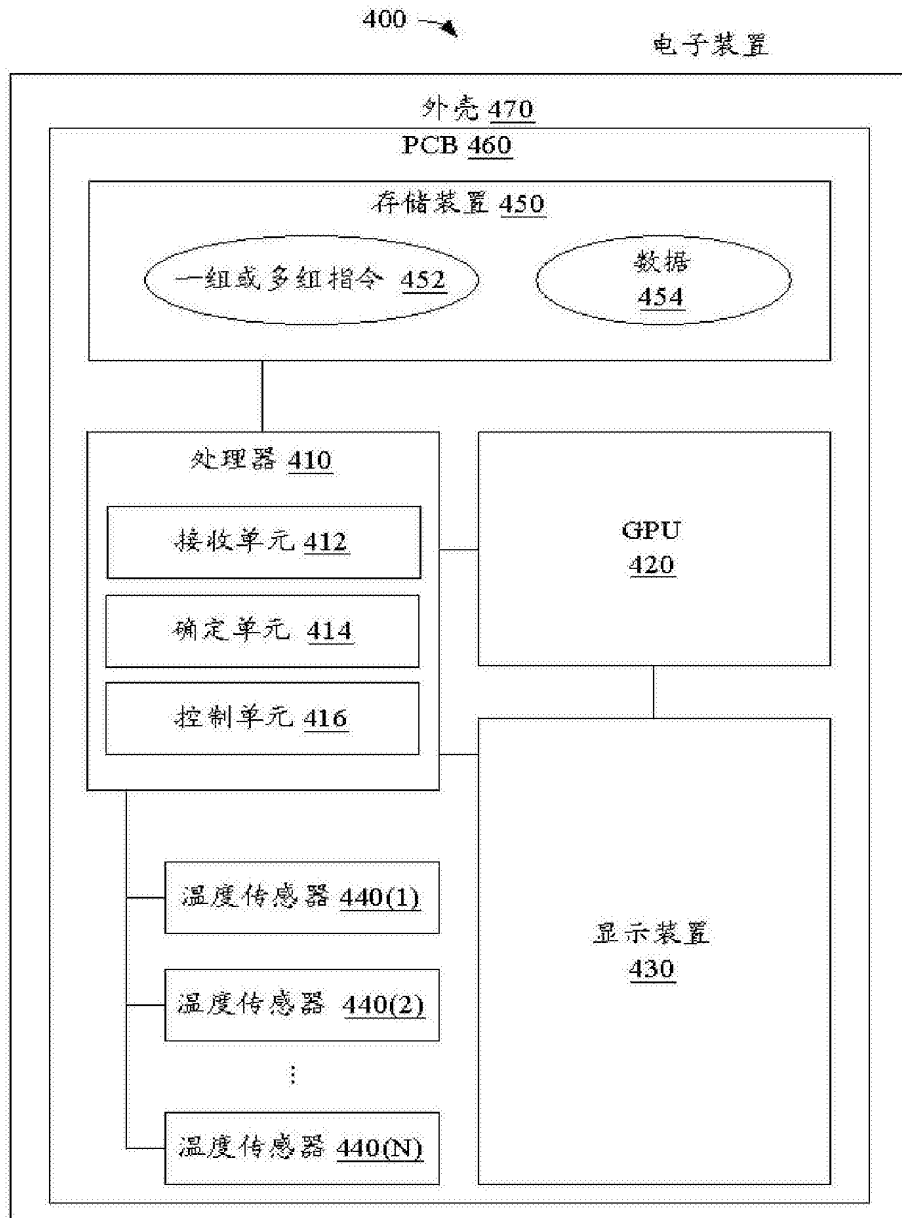 400
电子装置
外壳 470
PCB 460
存储装置 450
一组或多组指令 452
数据
454
处理器 410
接收单元 412
确定单元 414
控制单元 416
GPU
420
温度传感器 440(1)
温度传感器 440(2)
⋮
温度传感器 440(N)
显示装置
430